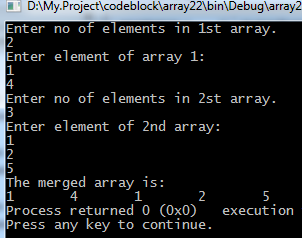 D:\My.Project\codeblock\array22\bin\Debug\array2
Enter no of elements in 1st array.
2
Enter element of array 1:
1
4
Enter no of elements in 2st array.
3
Enter element of 2nd array:
1
2
5
The merged array is:
1 4 1 2 5
Process returned 0 (0x0) execution
Press any key to continue.